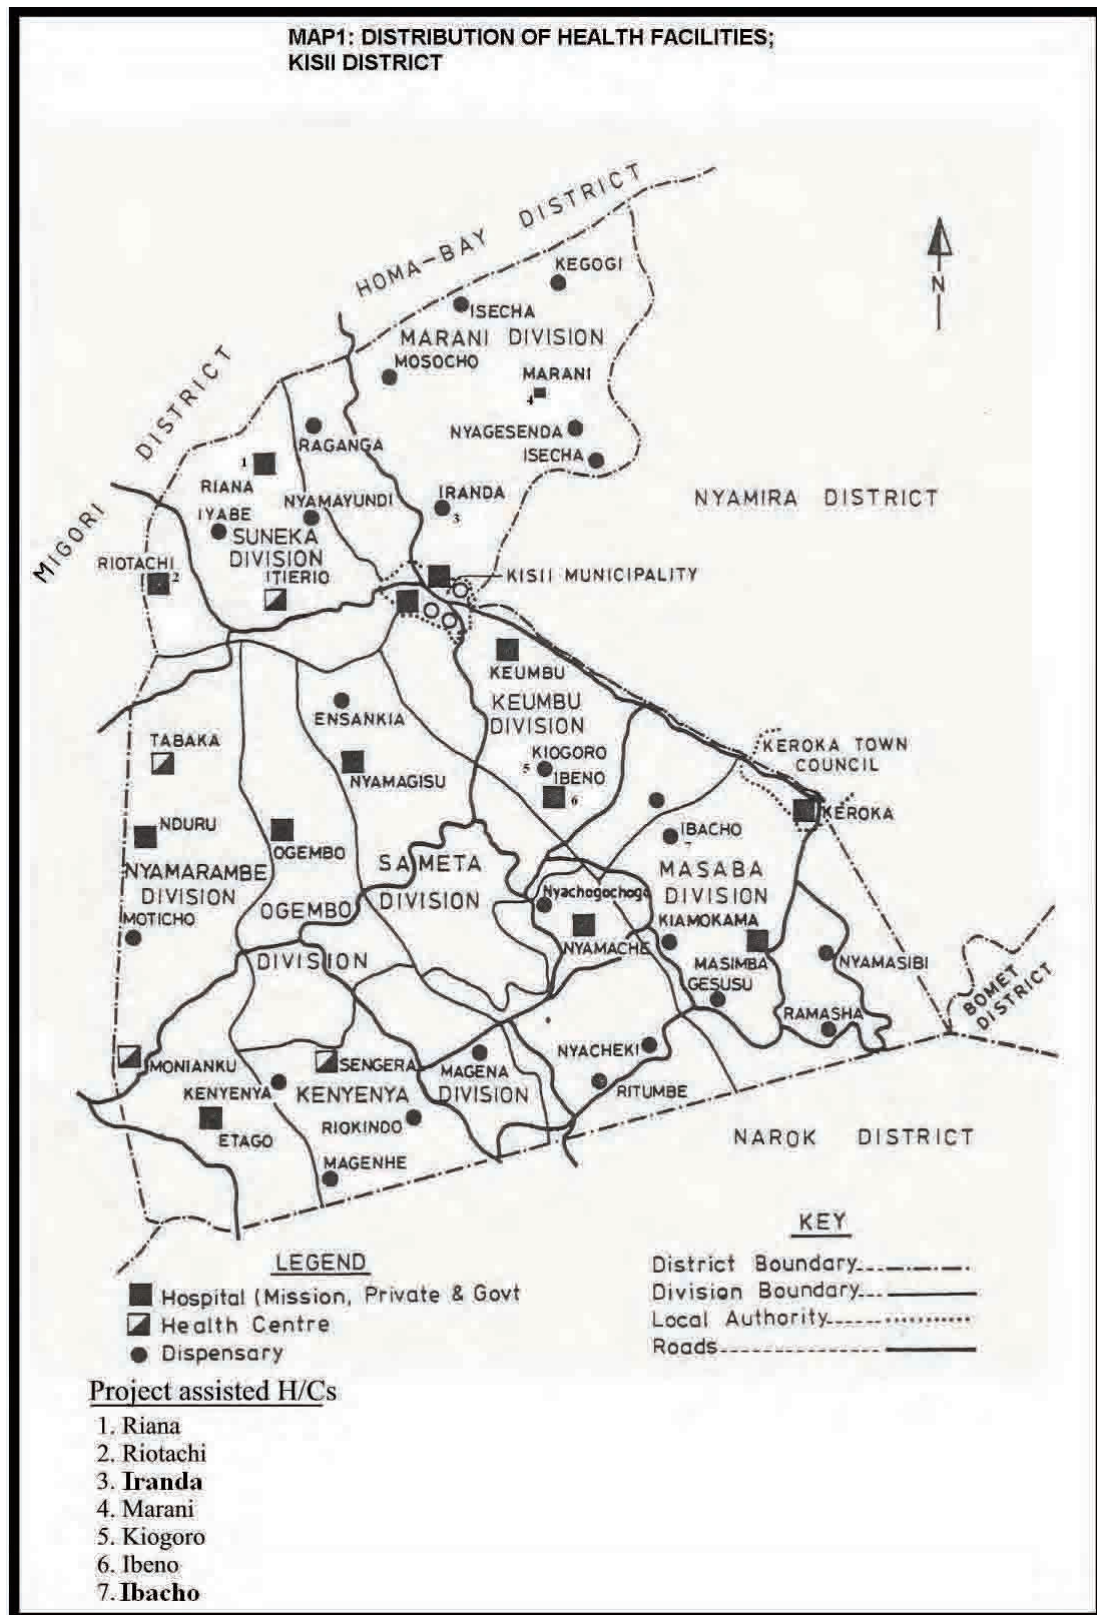 MAP1: DISTRIBUTION OF HEALTH FACILITIES;
KISII DISTRICT
HOMA-BAY DISTRICT
KEGOGI
ISECHA
N
MARANI DIVISION
MOSOCHO
MARANI
4
MIGORI DISTRICT
RAGANGA
NYAGESENDA
ISECHA
1
RIANA
NYAMAYUNDI
IRANDA
3
NYAMIRA DISTRICT
IYABE
SUNEKA
DIVISION
RIOTACHI
2
ITIERIO
KISII MUNICIPALITY
KEUMBU
KEUMBU
DIVISION
ENSANKIA
TABAKA
KEROKA TOWN
COUNCIL
KIOGORO
5
IBENO
6
NYAMAGISU
KEROKA
NDURU
OGEMBO
IBACHO
7
SAMETA
DIVISION
MASABA
DIVISION
NYAMARAMBE
DIVISION
OGEMBO
DIVISION
Nyachogochogo
MOTICHO
KIAMOKAMA
NYAMACHE
MASIMBA
NYAMASIBI
GESUSU
BOMET
DISTRICT
RAMASHA
MONIANKU
SENGERA
MAGENA
NYACHEKI
KENYENYA
KENYENYA DIVISION
RITUMBE
ETAGO
RIOKINDO
NAROK DISTRICT
MAGENHE
LEGEND
Hospital (Mission, Private & Govt
Health Centre
Dispensary
KEY
District Boundary
Division Boundary
Local Authority
Roads
Project assisted H/Cs
1. Riana
2. Riotachi
3. Iranda
4. Marani
5. Kiogoro
6. Ibeno
7. Ibacho